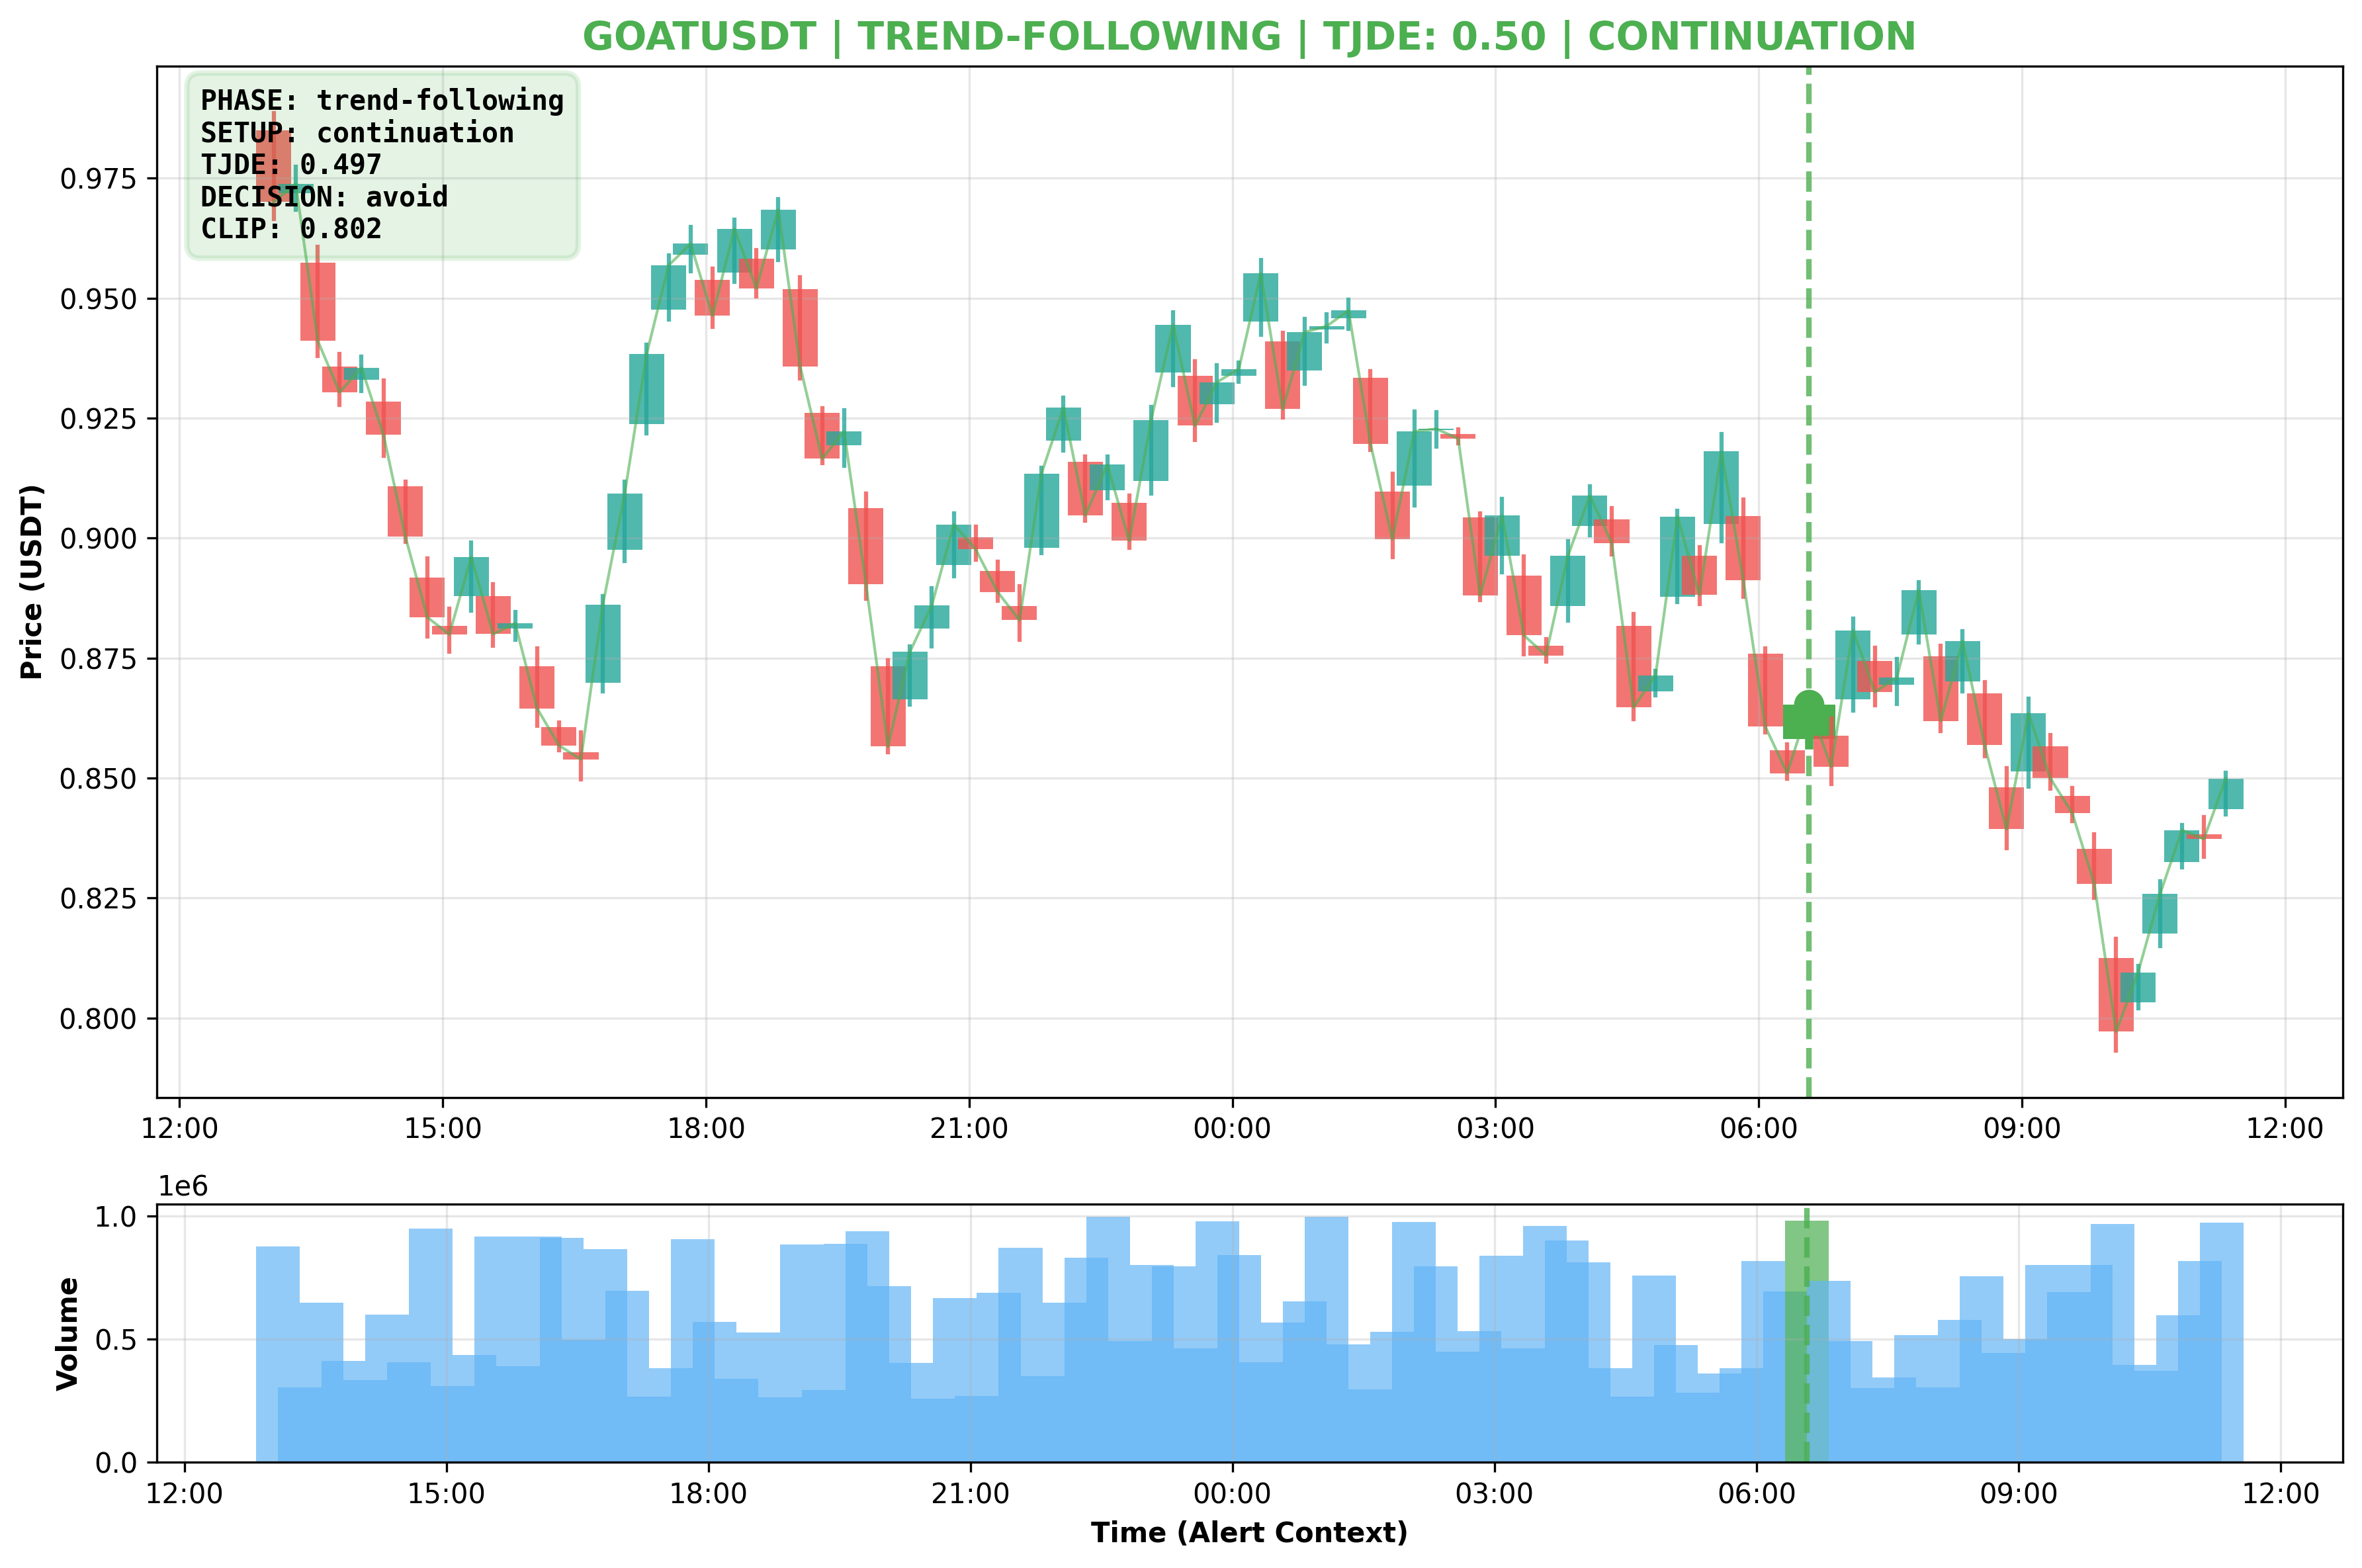 GOATUSDT | TREND-FOLLOWING | TJDE: 0.50 | CONTINUATION
PHASE: trend-following
SETUP: continuation
TJDE: 0.497
DECISION: avoid
CLIP: 0.802
Price (USDT)
0.975
0.950
0.925
0.900
0.875
0.850
0.825
0.800
12:00 15:00 18:00 21:00 00:00 03:00 06:00 09:00 12:00
1e6
Volume
1.0
0.5
0.0
12:00 15:00 18:00 21:00 00:00 03:00 06:00 09:00 12:00
Time (Alert Context)